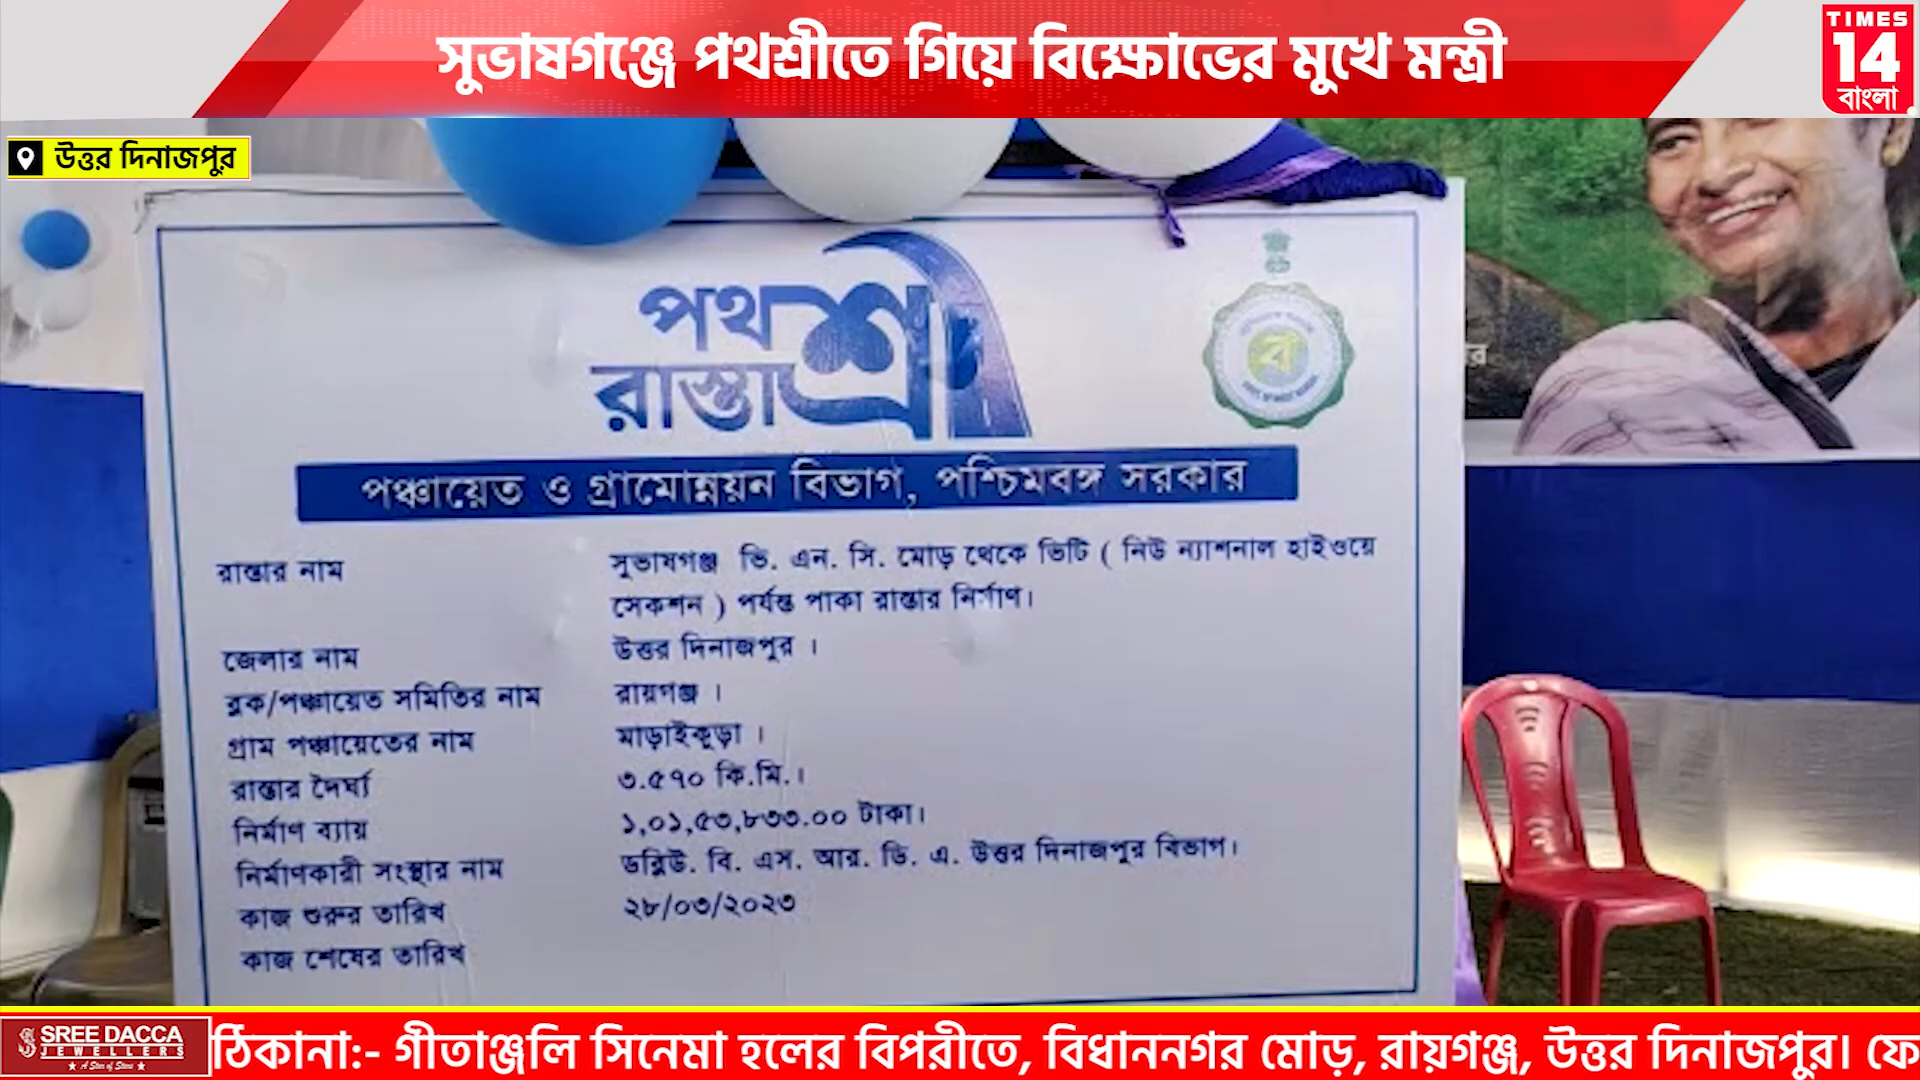 সুভাষগঞ্জে পথশ্রীতে গিয়ে বিক্ষোভের মুখে মন্ত্রী
TIMES
14
বাংলা
উত্তর দিনাজপুর
পথশ্রী
রাস্তাশ্রী
ব
পঞ্চায়েত ও গ্রামোন্নয়ন বিভাগ, পশ্চিমবঙ্গ সরকার
রাস্তার নাম সুভাষগঞ্জ ভি. এন. সি. মোড় থেকে ভিটি ( নিউ ন্যাশনাল হাইওয়ে
সেকশন ) পর্যন্ত পাকা রাস্তার নির্মাণ।
জেলার নাম উত্তর দিনাজপুর ।
ব্লক/পঞ্চায়েত সমিতির নাম রায়গঞ্জ ।
গ্রাম পঞ্চায়েতের নাম মাড়াইকুড়া ।
রাস্তার দৈর্ঘ্য ৩.৫৭০ কি.মি.।
নির্মাণ ব্যায় ১,০১,৫৩,৮৩৩.০০ টাকা।
নির্মাণকারী সংস্থার নাম ডব্লিউ. বি. এস. আর. ডি. এ. উত্তর দিনাজপুর বিভাগ।
কাজ শুরুর তারিখ ২৮/০৩/২০২৩
কাজ শেষের তারিখ
SREE DACCA
JEWELLERS
A Star of Stars
ঠিকানা:- গীতাঞ্জলি সিনেমা হলের বিপরীতে, বিধাননগর মোড়, রায়গঞ্জ, উত্তর দিনাজপুর। ফে